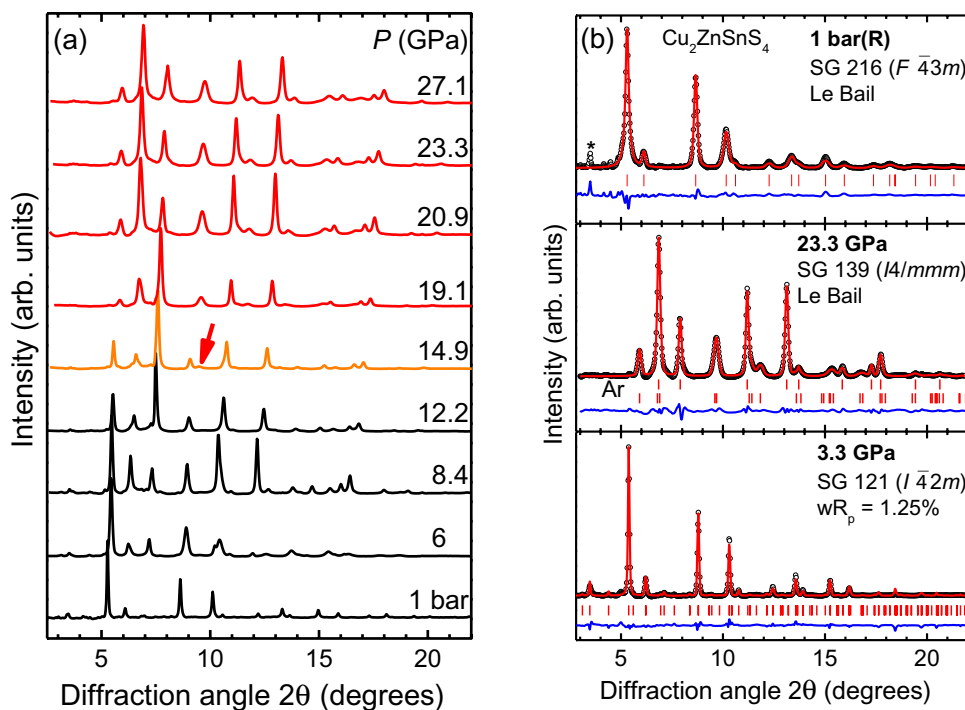 (a)
P (GPa)
27.1
23.3
20.9
19.1
14.9
12.2
8.4
6
1 bar
Intensity (arb. units)
5 10 15 20
Diffraction angle 2θ (degrees)
(b)
Cu₂ZnSnS₄
1 bar(R)
SG 216 (F 4̅3m)
Le Bail
*
23.3 GPa
SG 139 (I4/mmm)
Le Bail
Ar
3.3 GPa
SG 121 (I 4̅2m)
wRₚ = 1.25%
Intensity (arb. units)
5 10 15 20
Diffraction angle 2θ (degrees)